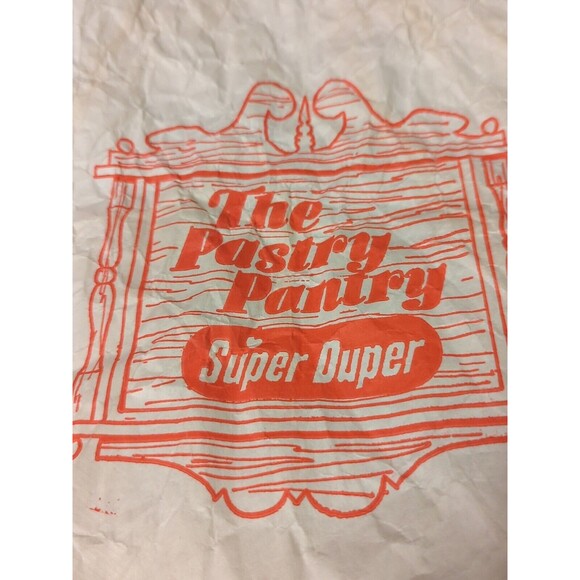 The
Pastry
Pantry
Super Duper